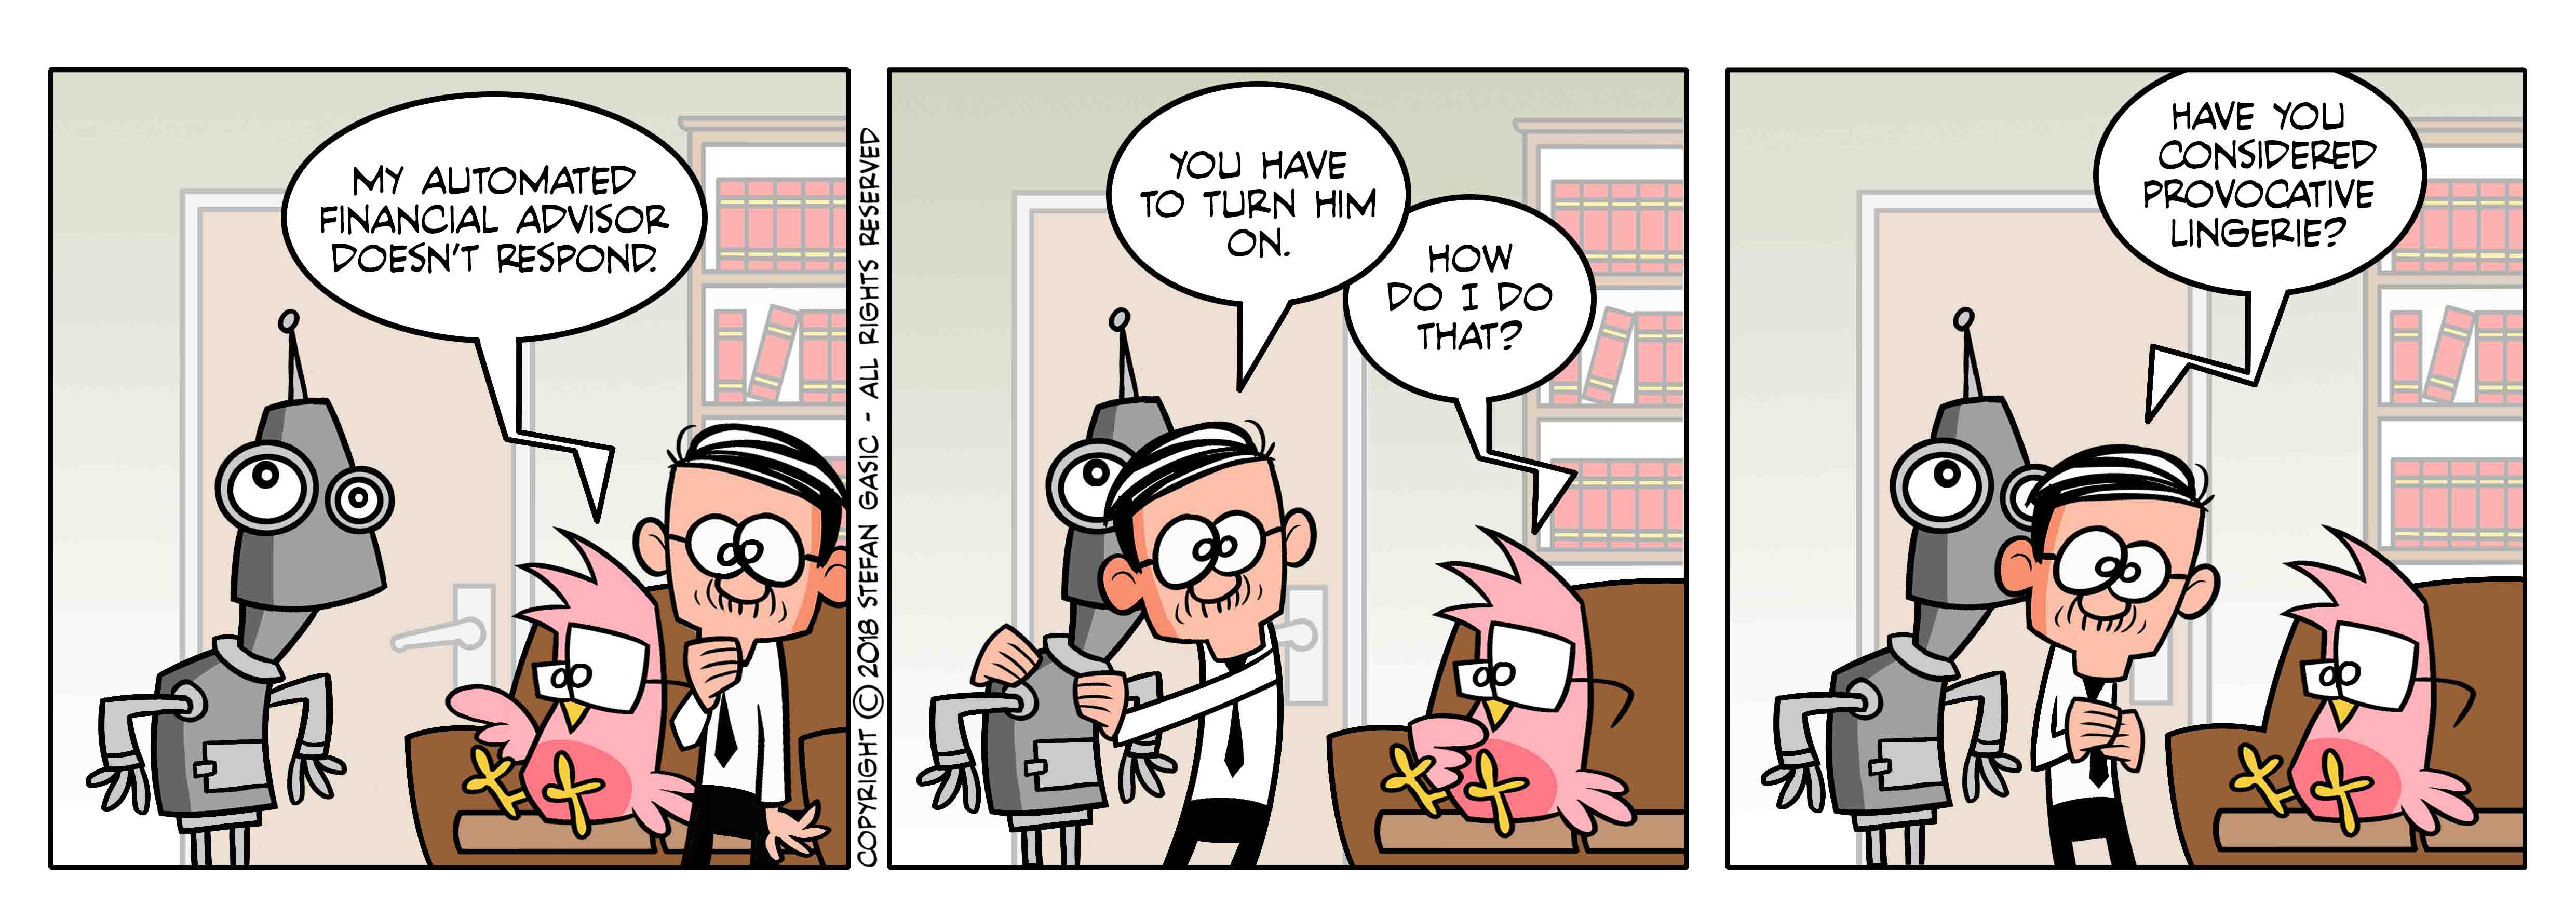 MY AUTOMATED
FINANCIAL ADVISOR
DOESN'T RESPOND.
COPYRIGHT © 2018 STEFAN GASIC - ALL RIGHTS RESERVED
YOU HAVE
TO TURN HIM
ON.
HOW
DO I DO
THAT?
HAVE YOU
CONSIDERED
PROVOCATIVE
LINGERIE?